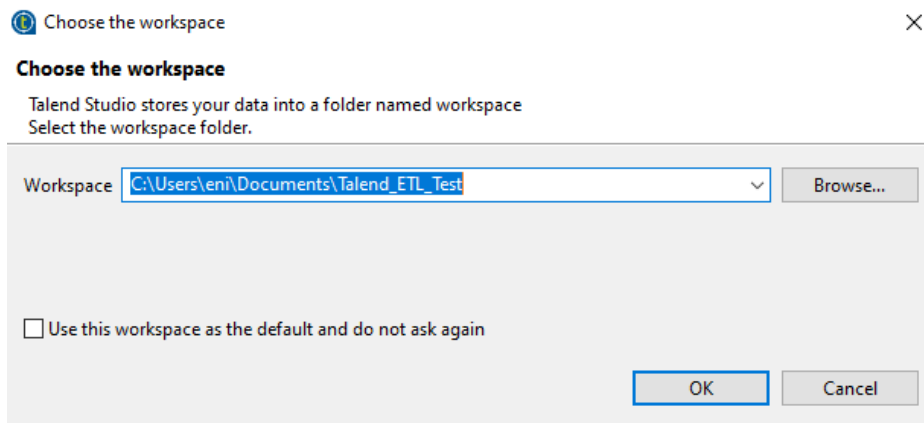 Choose the workspace
Choose the workspace
Talend Studio stores your data into a folder named workspace
Select the workspace folder.
Workspace C:\Users\eni\Documents\Talend_ETL_Test Browse...
Use this workspace as the default and do not ask again
OK Cancel